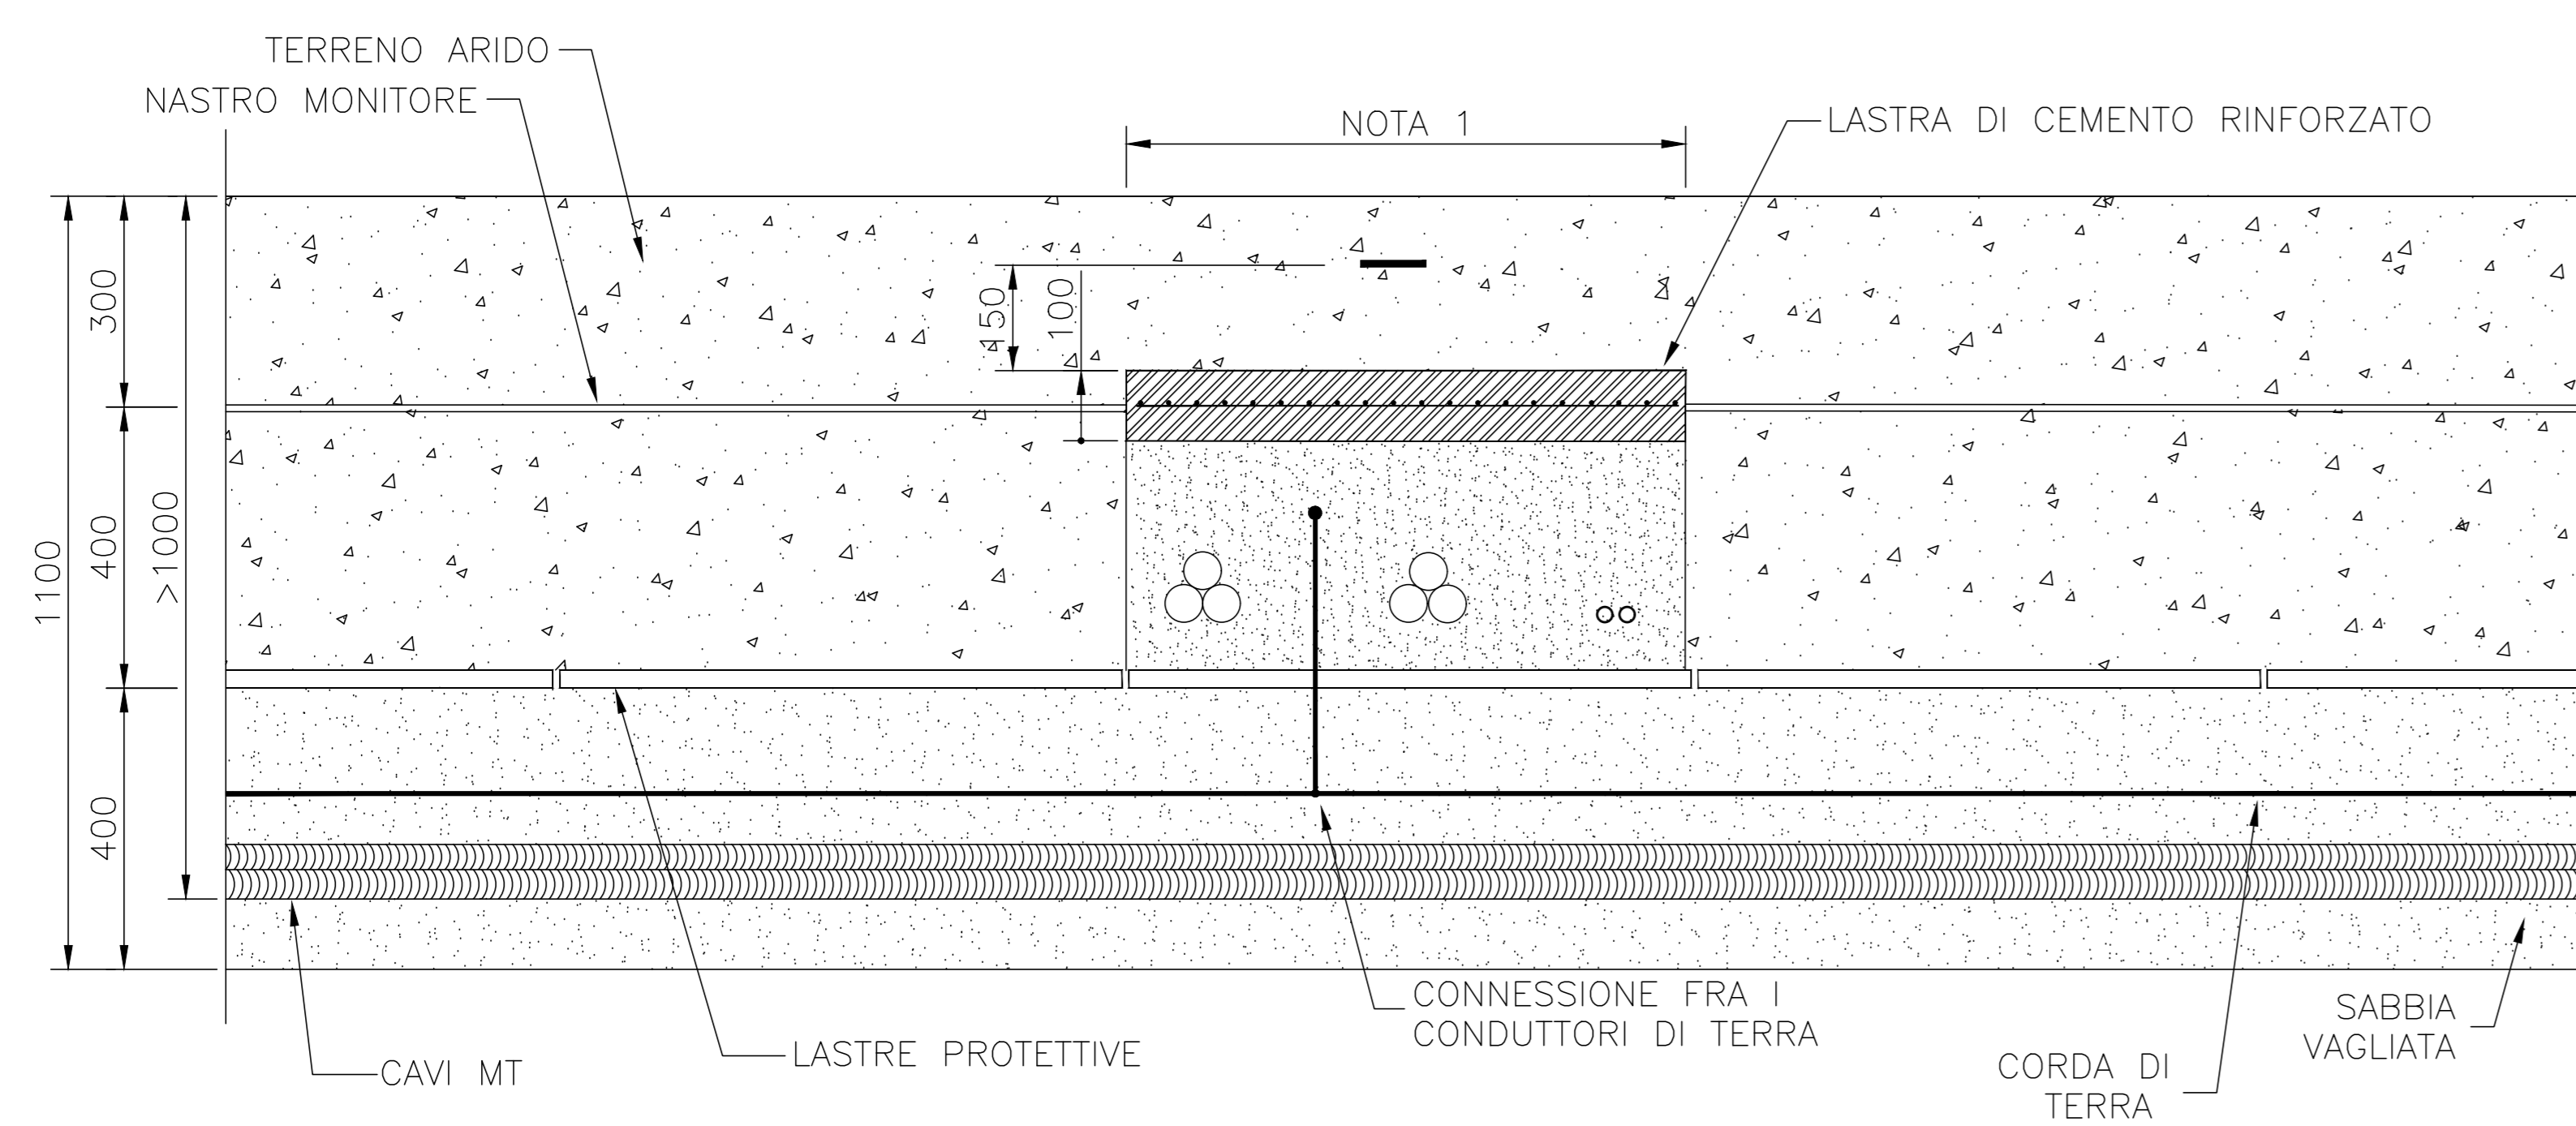 TERRENO ARIDO
NASTRO MONITORE
NOTA 1
LASTRA DI CEMENTO RINFORZATO
300
150
100
400
>1000
1100
400
CONNESSIONE FRA I
CONDUTTORI DI TERRA
SABBIA
VAGLIATA
LASTRE PROTETTIVE
CAVI MT
CORDA DI
TERRA